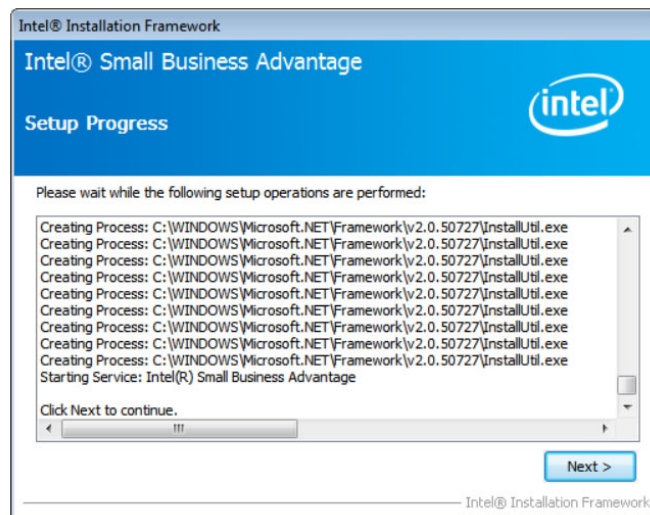 Intel® Installation Framework
Intel® Small Business Advantage
intel
Setup Progress
Please wait while the following setup operations are performed:
Creating Process: C:\WINDOWS\Microsoft.NET\Framework\v2.0.50727\InstallUtil.exe
Creating Process: C:\WINDOWS\Microsoft.NET\Framework\v2.0.50727\InstallUtil.exe
Creating Process: C:\WINDOWS\Microsoft.NET\Framework\v2.0.50727\InstallUtil.exe
Creating Process: C:\WINDOWS\Microsoft.NET\Framework\v2.0.50727\InstallUtil.exe
Creating Process: C:\WINDOWS\Microsoft.NET\Framework\v2.0.50727\InstallUtil.exe
Creating Process: C:\WINDOWS\Microsoft.NET\Framework\v2.0.50727\InstallUtil.exe
Creating Process: C:\WINDOWS\Microsoft.NET\Framework\v2.0.50727\InstallUtil.exe
Creating Process: C:\WINDOWS\Microsoft.NET\Framework\v2.0.50727\InstallUtil.exe
Creating Process: C:\WINDOWS\Microsoft.NET\Framework\v2.0.50727\InstallUtil.exe
Starting Service: Intel(R) Small Business Advantage
Click Next to continue.
Next >
Intel® Installation Framework